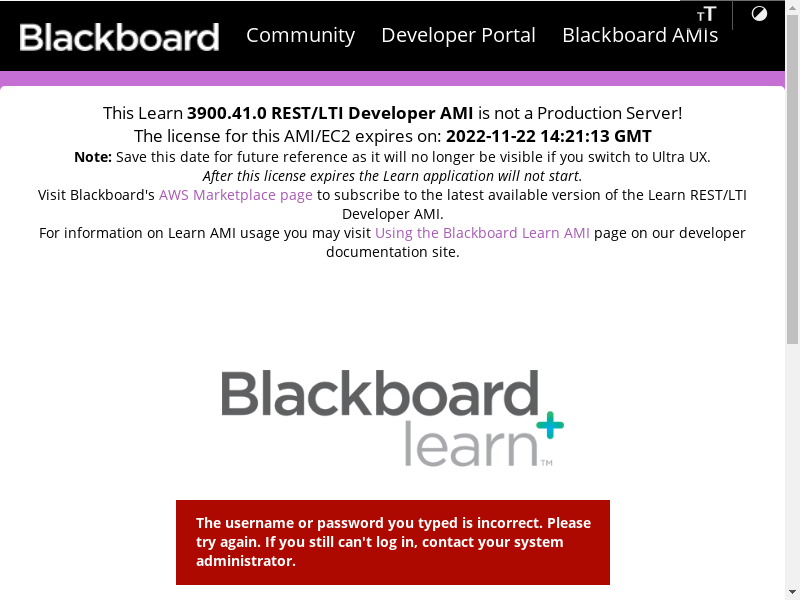 TT
Blackboard Community Developer Portal Blackboard AMIs
This Learn 3900.41.0 REST/LTI Developer AMI is not a Production Server!
The license for this AMI/EC2 expires on: 2022-11-22 14:21:13 GMT
Note: Save this date for future reference as it will no longer be visible if you switch to Ultra UX.
After this license expires the Learn application will not start.
Visit Blackboard's AWS Marketplace page to subscribe to the latest available version of the Learn REST/LTI
Developer AMI.
For information on Learn AMI usage you may visit Using the Blackboard Learn AMI page on our developer
documentation site.
Blackboard
learn+™
The username or password you typed is incorrect. Please
try again. If you still can't log in, contact your system
administrator.